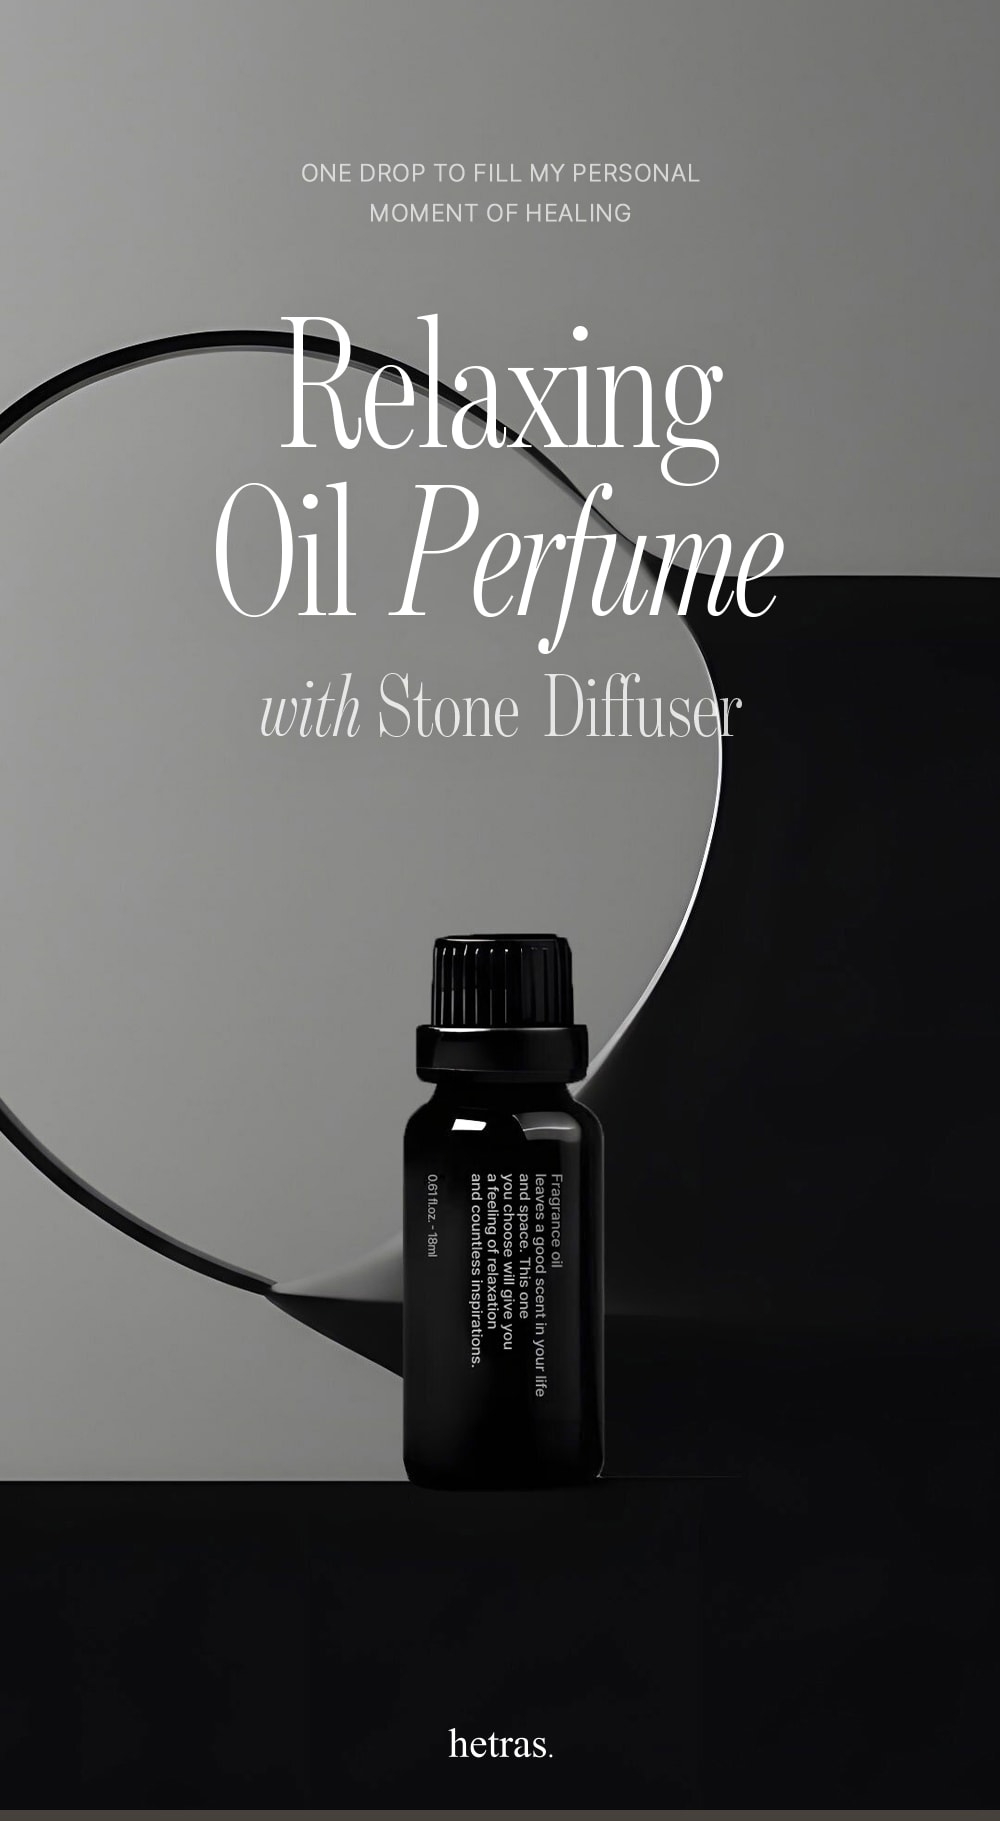 ONE DROP TO FILL MY PERSONAL
MOMENT OF HEALING
Relaxing
Oil Perfume
with Stone Diffuser
Fragrance oil
leaves a good scent in your life
and space. This one
you choose will give you
a feeling of relaxation
and countless inspirations.
0.61 fl.oz. - 18ml
hetras.